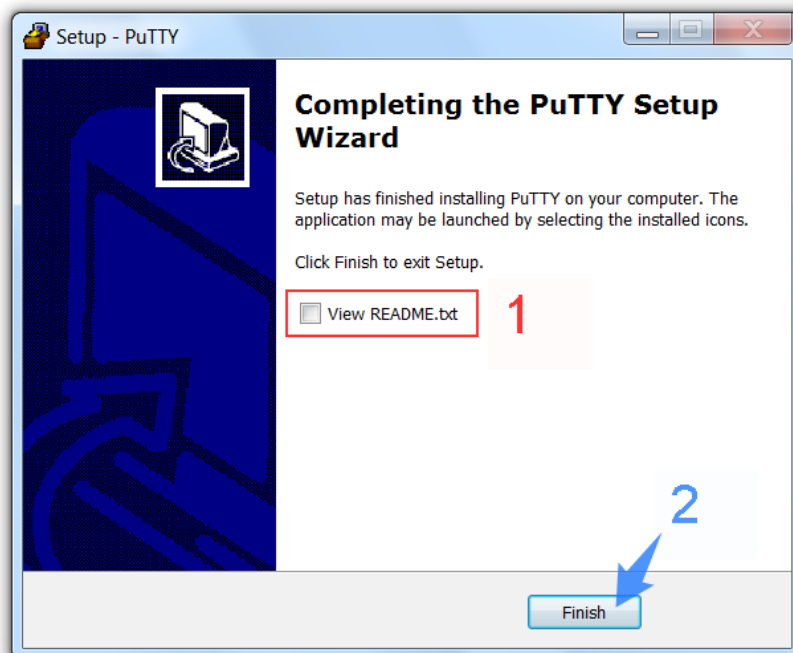 Setup - PuTTY
Completing the PuTTY Setup
Wizard
Setup has finished installing PuTTY on your computer. The
application may be launched by selecting the installed icons.
Click Finish to exit Setup.
View README.txt
1
2
Finish